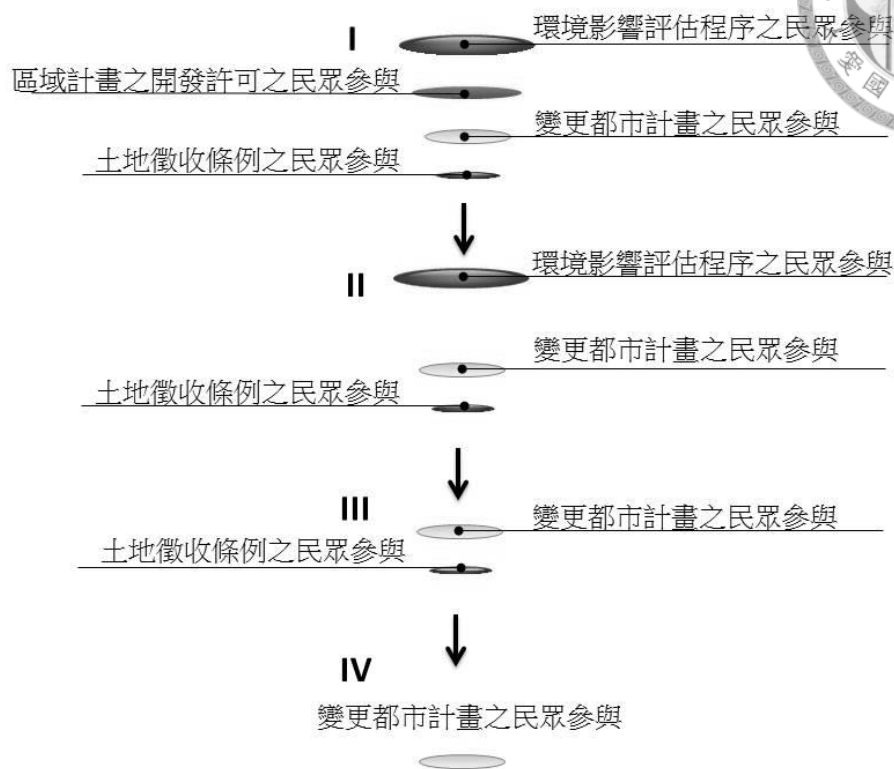 I
環境影響評估程序之民眾參與
區域計畫之開發許可之民眾參與
變更都市計畫之民眾參與
土地徵收條例之民眾參與
II
環境影響評估程序之民眾參與
變更都市計畫之民眾參與
土地徵收條例之民眾參與
III
變更都市計畫之民眾參與
土地徵收條例之民眾參與
IV
變更都市計畫之民眾參與
愛國